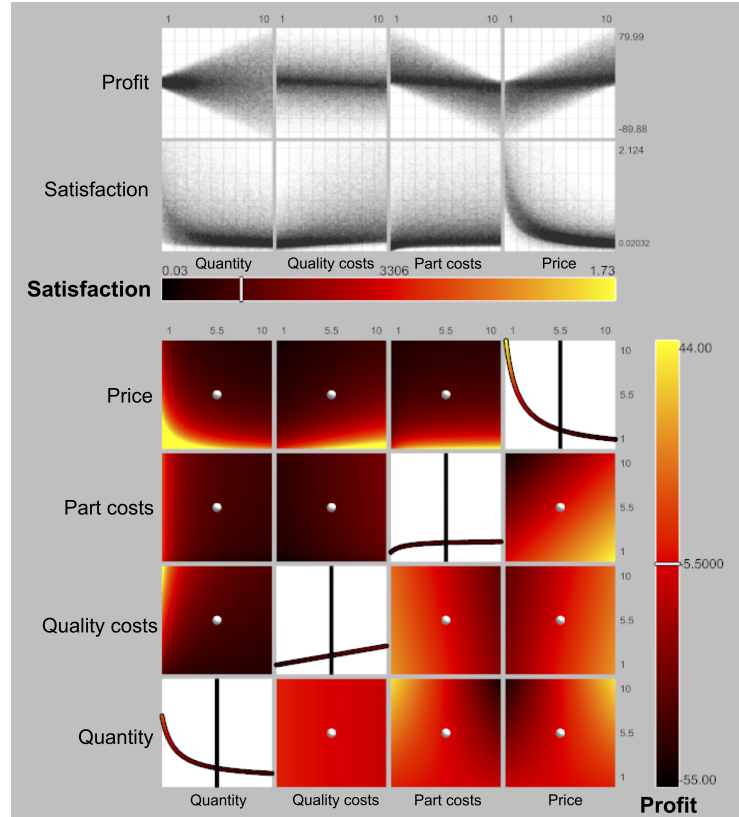 1 10 1 10 1 10 1 10
79.99
Profit
-89.88
2.124
Satisfaction
0.02032
Quantity Quality costs Part costs Price
0.03 .3306 1.73
Satisfaction
1 5.5 10 1 5.5 10 1 5.5 10 1 5.5 10
44.00
10
Price 5.5
1
10
Part costs 5.5
1
-5.5000
10
Quality costs 5.5
1
10
Quantity 5.5
1
-55.00
Quantity Quality costs Part costs Price
Profit